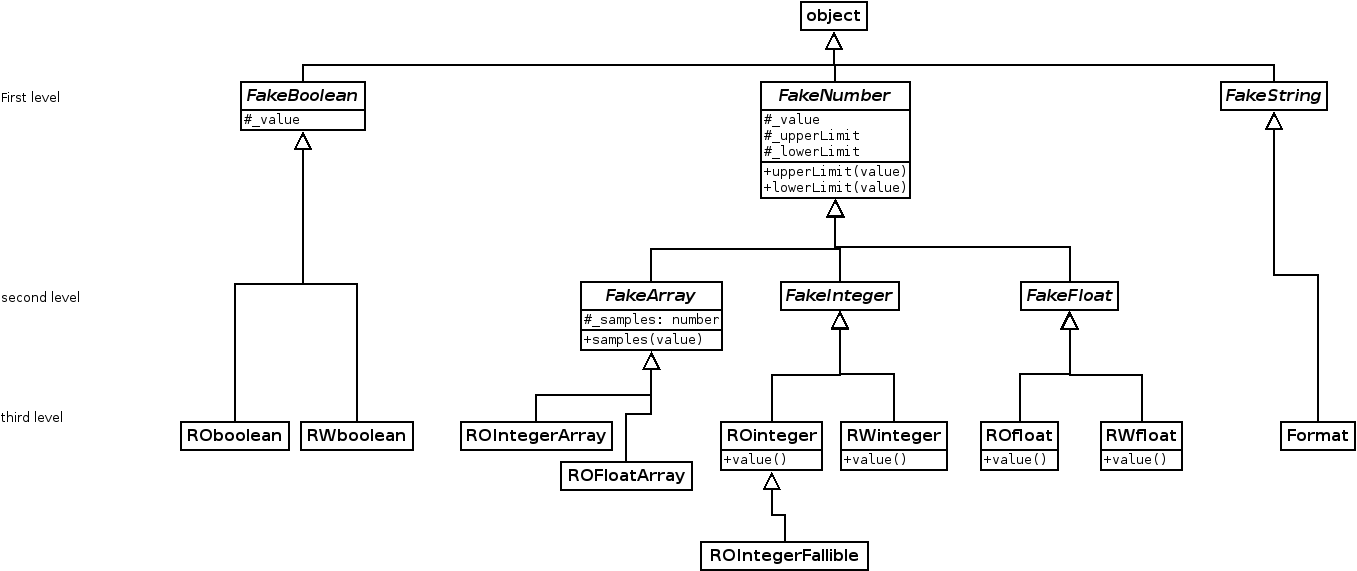 object
First level
FakeBoolean
#_value
FakeNumber
#_value
#_upperLimit
#_lowerLimit
+upperLimit(value)
+lowerLimit(value)
FakeString
second level
FakeArray
#_samples: number
+samples(value)
FakeInteger
FakeFloat
third level
ROboolean
RWboolean
ROIntegerArray
ROFloatArray
ROinteger
+value()
RWinteger
+value()
ROfloat
+value()
RWfloat
+value()
Format
ROIntegerFallible